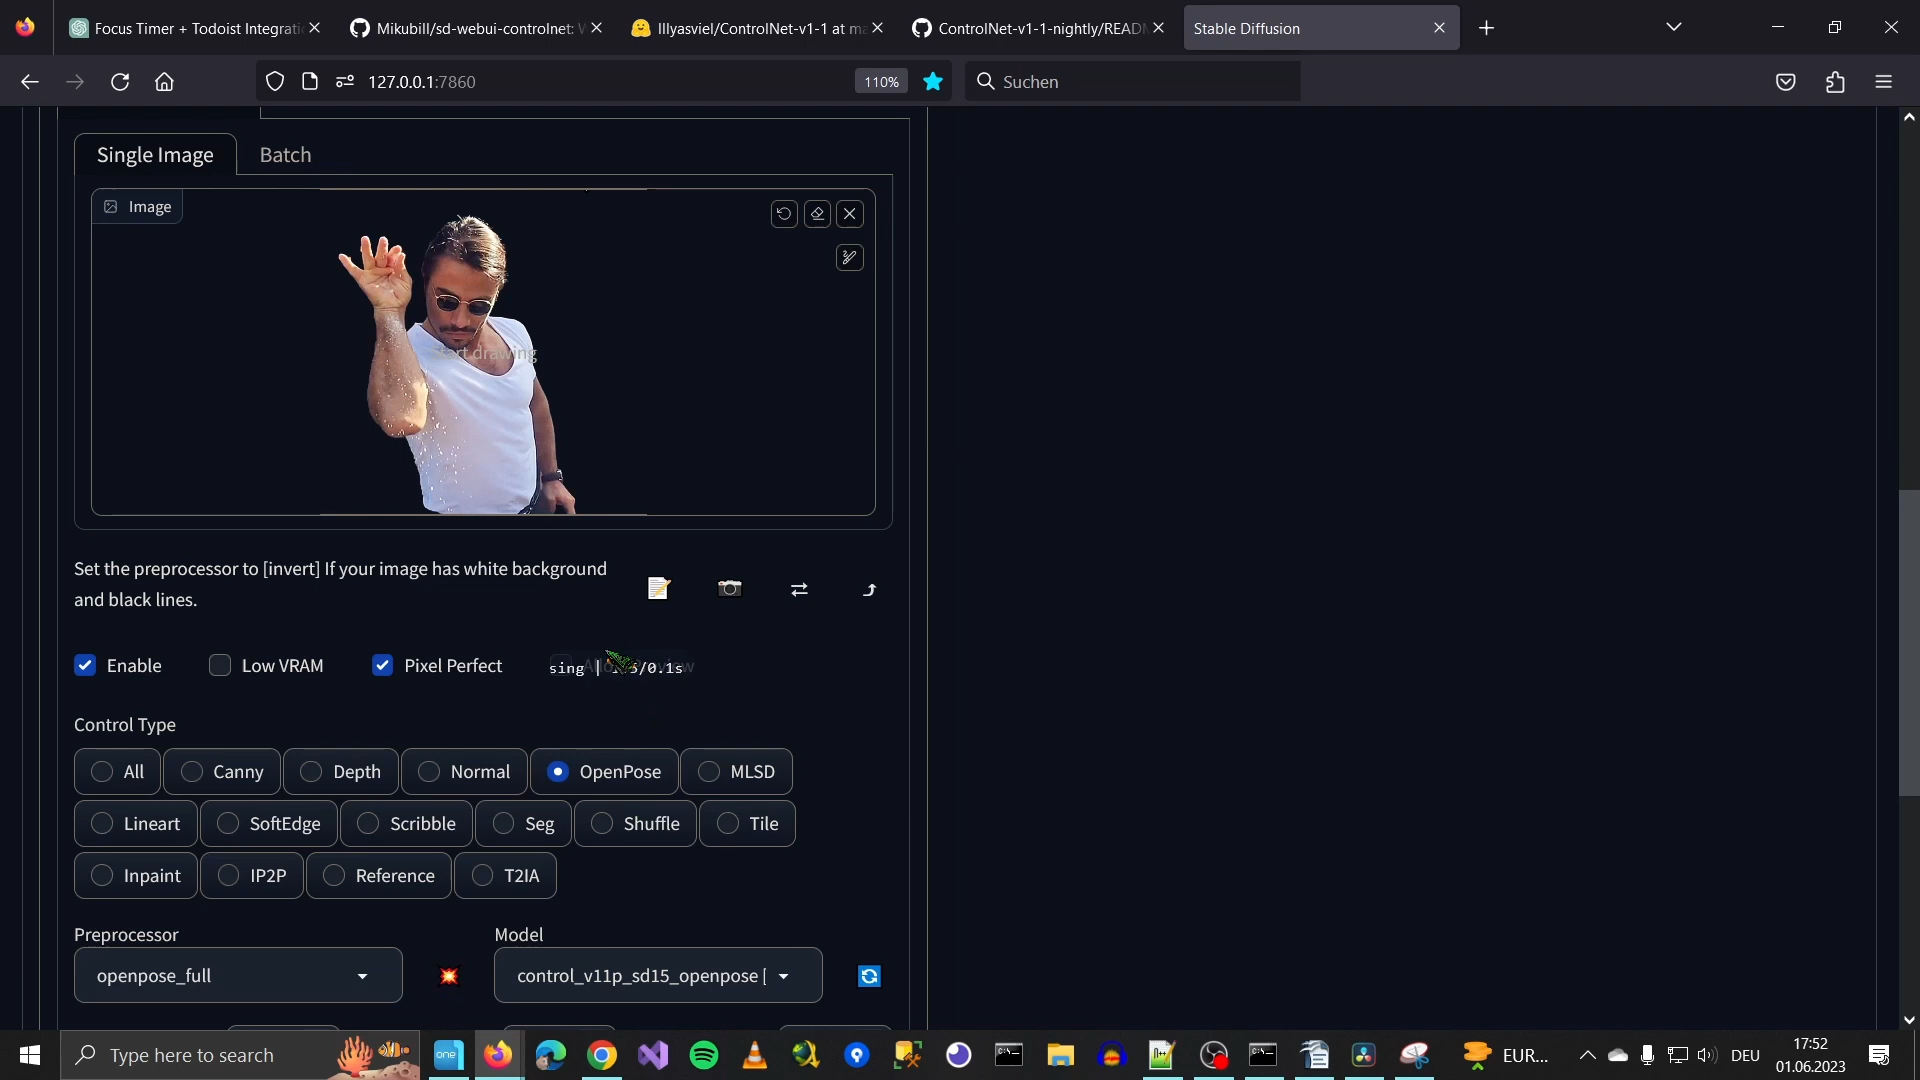 Focus Timer + Todoist Integrati
Mikubill/sd-webui-controlnet: W
lllyasviel/ControlNet-v1-1 at ma
ControlNet-v1-1-nightly/READM
Stable Diffusion
127.0.0.1:7860
110%
Suchen
Single Image
Batch
Image
start drawing
Set the preprocessor to [invert] If your image has white background
and black lines.
Enable
Low VRAM
Pixel Perfect
Control Type
All
Canny
Depth
Normal
OpenPose
MLSD
Lineart
SoftEdge
Scribble
Seg
Shuffle
Tile
Inpaint
IP2P
Reference
T2IA
Preprocessor
Model
openpose_full
control_v11p_sd15_openpose [
Type here to search
one
EUR...
DEU
17:52
01.06.2023